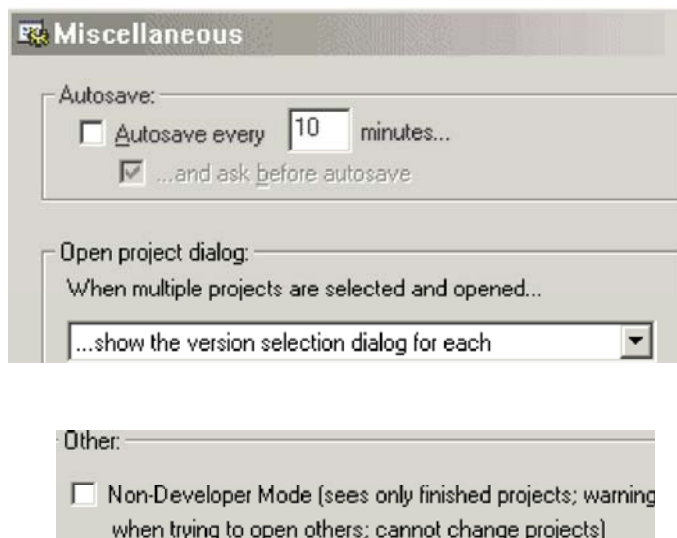 Miscellaneous
Autosave:
Autosave every 10 minutes...
...and ask before autosave
Open project dialog:
When multiple projects are selected and opened...
...show the version selection dialog for each
Other:
Non-Developer Mode (sees only finished projects; warning
when trying to open others; cannot change projects)